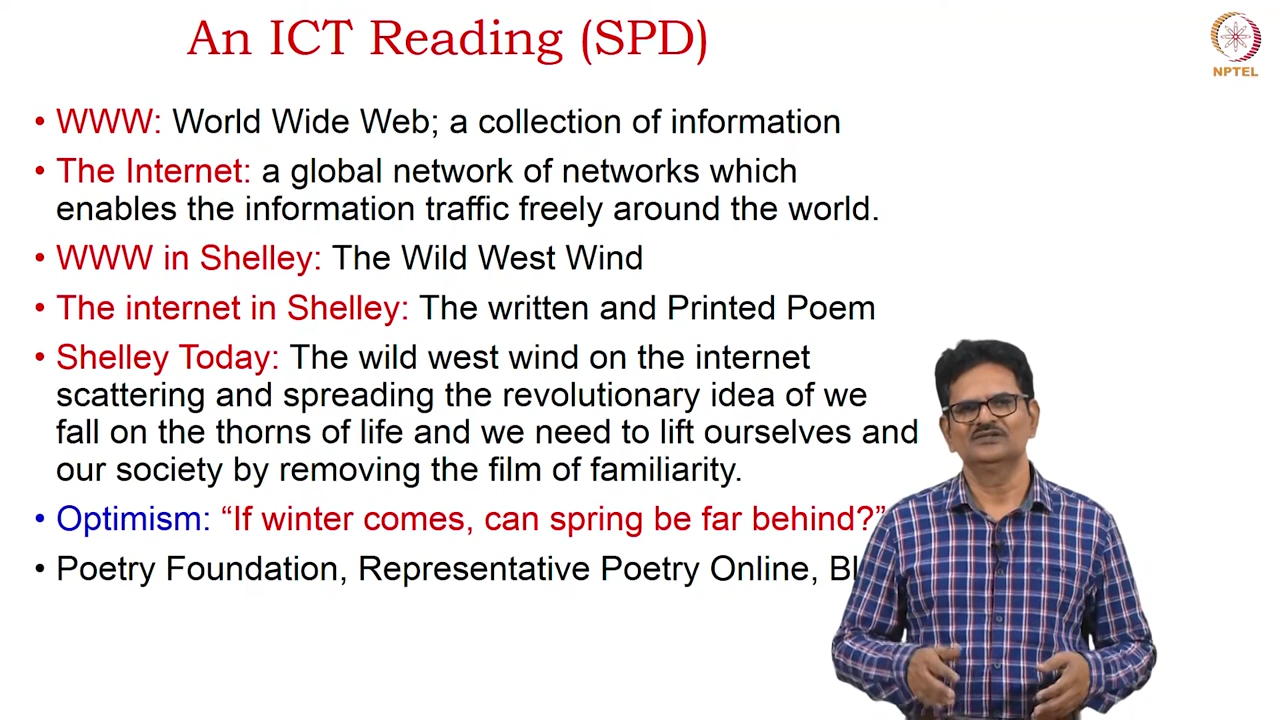 An ICT Reading (SPD)
NPTEL
• WWW: World Wide Web; a collection of information
• The Internet: a global network of networks which
enables the information traffic freely around the world.
• WWW in Shelley: The Wild West Wind
• The internet in Shelley: The written and Printed Poem
• Shelley Today: The wild west wind on the internet
scattering and spreading the revolutionary idea of we
fall on the thorns of life and we need to lift ourselves and
our society by removing the film of familiarity.
• Optimism: “If winter comes, can spring be far behind?”
• Poetry Foundation, Representative Poetry Online,